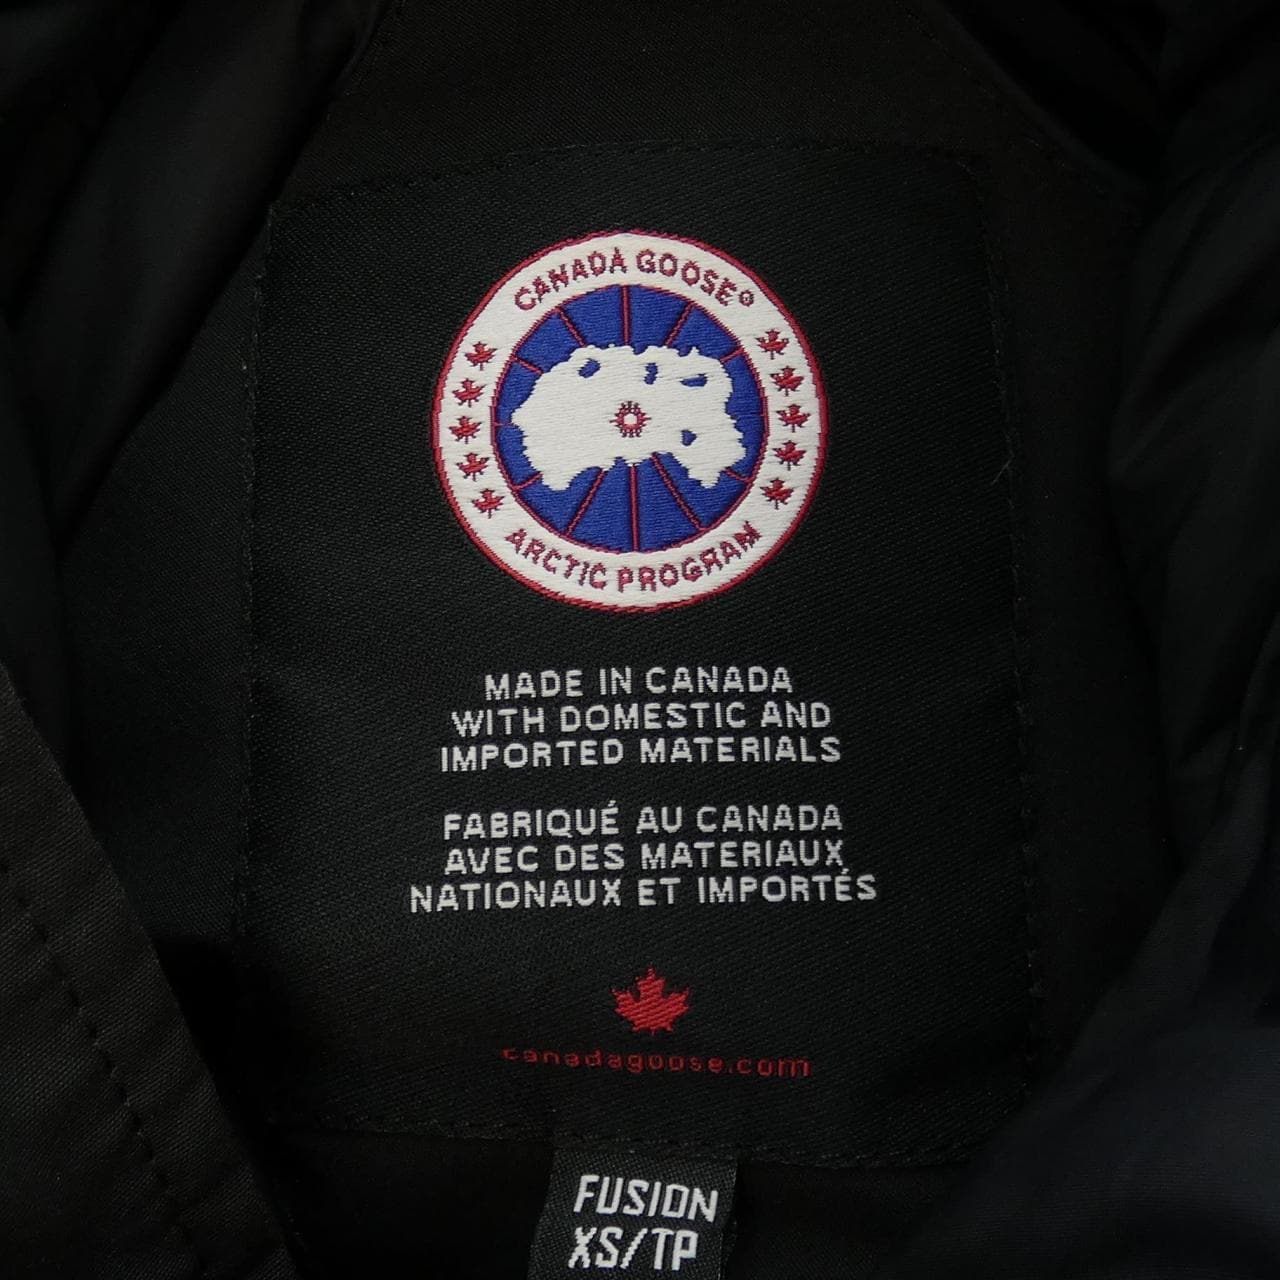 CANADA GOOSE®
ARCTIC PROGRAM
MADE IN CANADA
WITH DOMESTIC AND
IMPORTED MATERIALS
FABRIQUÉ AU CANADA
AVEC DES MATERIAUX
NATIONAUX ET IMPORTÉS
canadagoose.com
FUSION
XS/TP